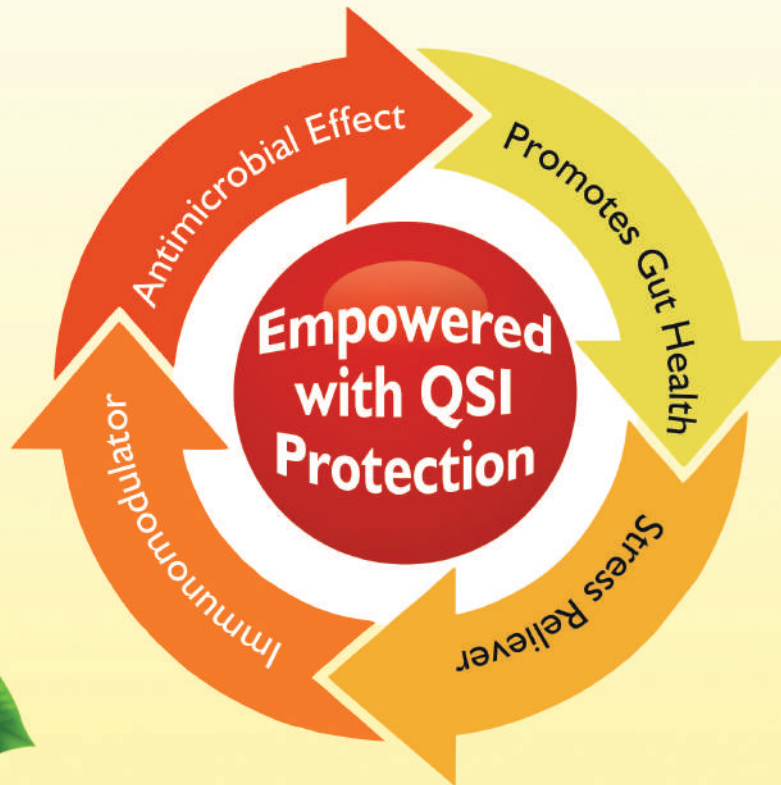 Antimicrobial Effect
Promotes Gut Health
Stress Reliever
Immunomodulator
Empowered
with QSI
Protection